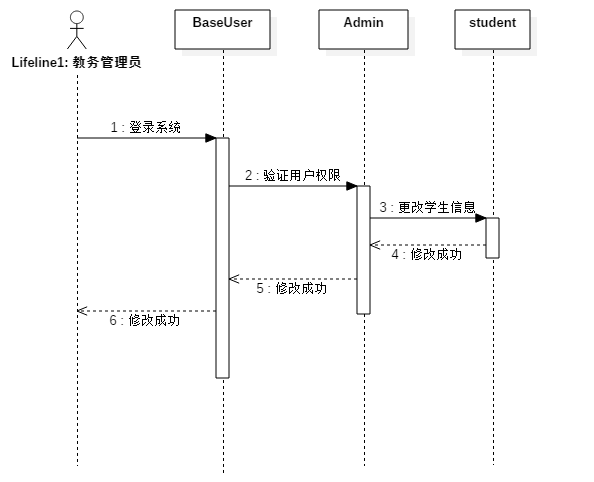 BaseUser
Admin
student
Lifeline1: 教务管理员
1 : 登录系统
2 : 验证用户权限
3 : 更改学生信息
4 : 修改成功
5 : 修改成功
6 : 修改成功